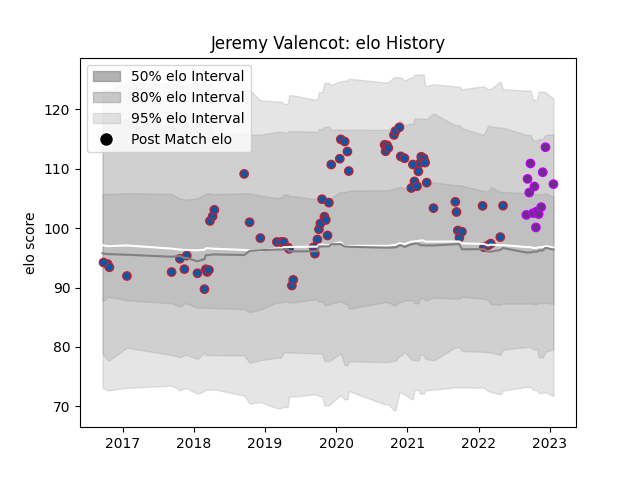 Jeremy Valencot: elo History
50% elo Interval
80% elo Interval
95% elo Interval
Post Match elo
elo score
120
110
100
90
80
70
2017 2018 2019 2020 2021 2022 2023